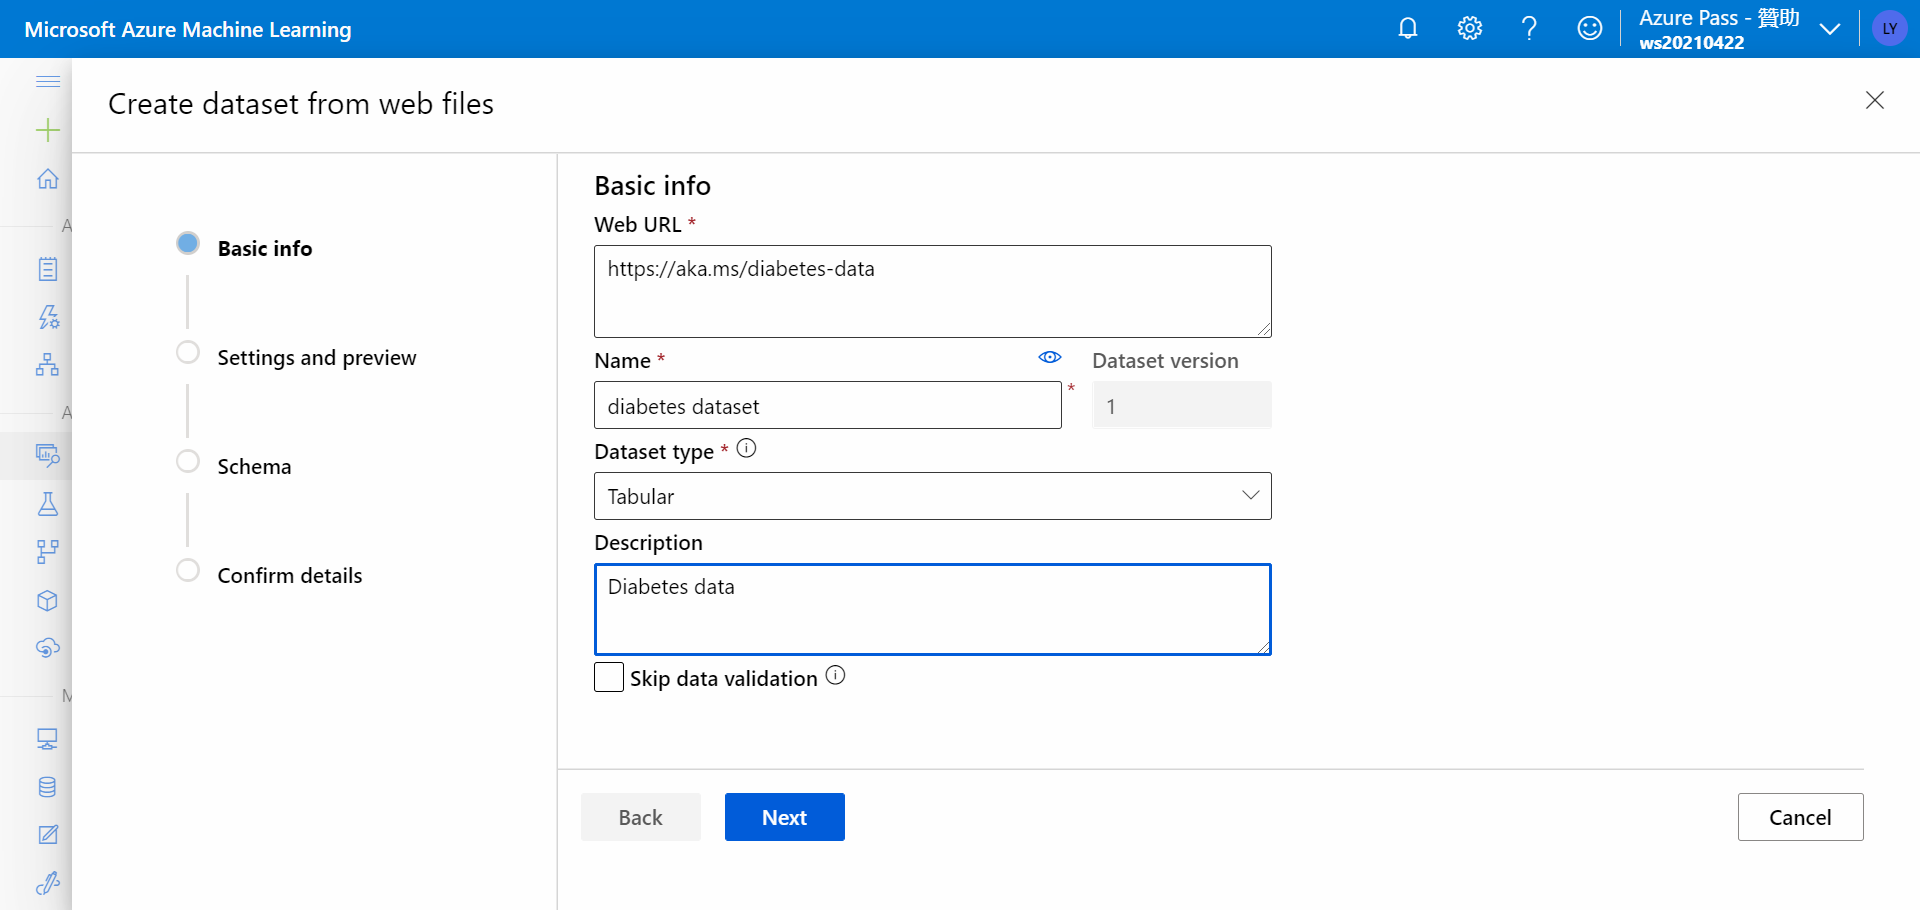 Microsoft Azure Machine Learning
Azure Pass - 贊助
ws20210422
LY
Create dataset from web files
A
A
M
Basic info
Settings and preview
Schema
Confirm details
Basic info
Web URL *
https://aka.ms/diabetes-data
Name *
Dataset version
diabetes dataset
*
1
Dataset type *
Tabular
Description
Diabetes data
Skip data validation
Back
Next
Cancel